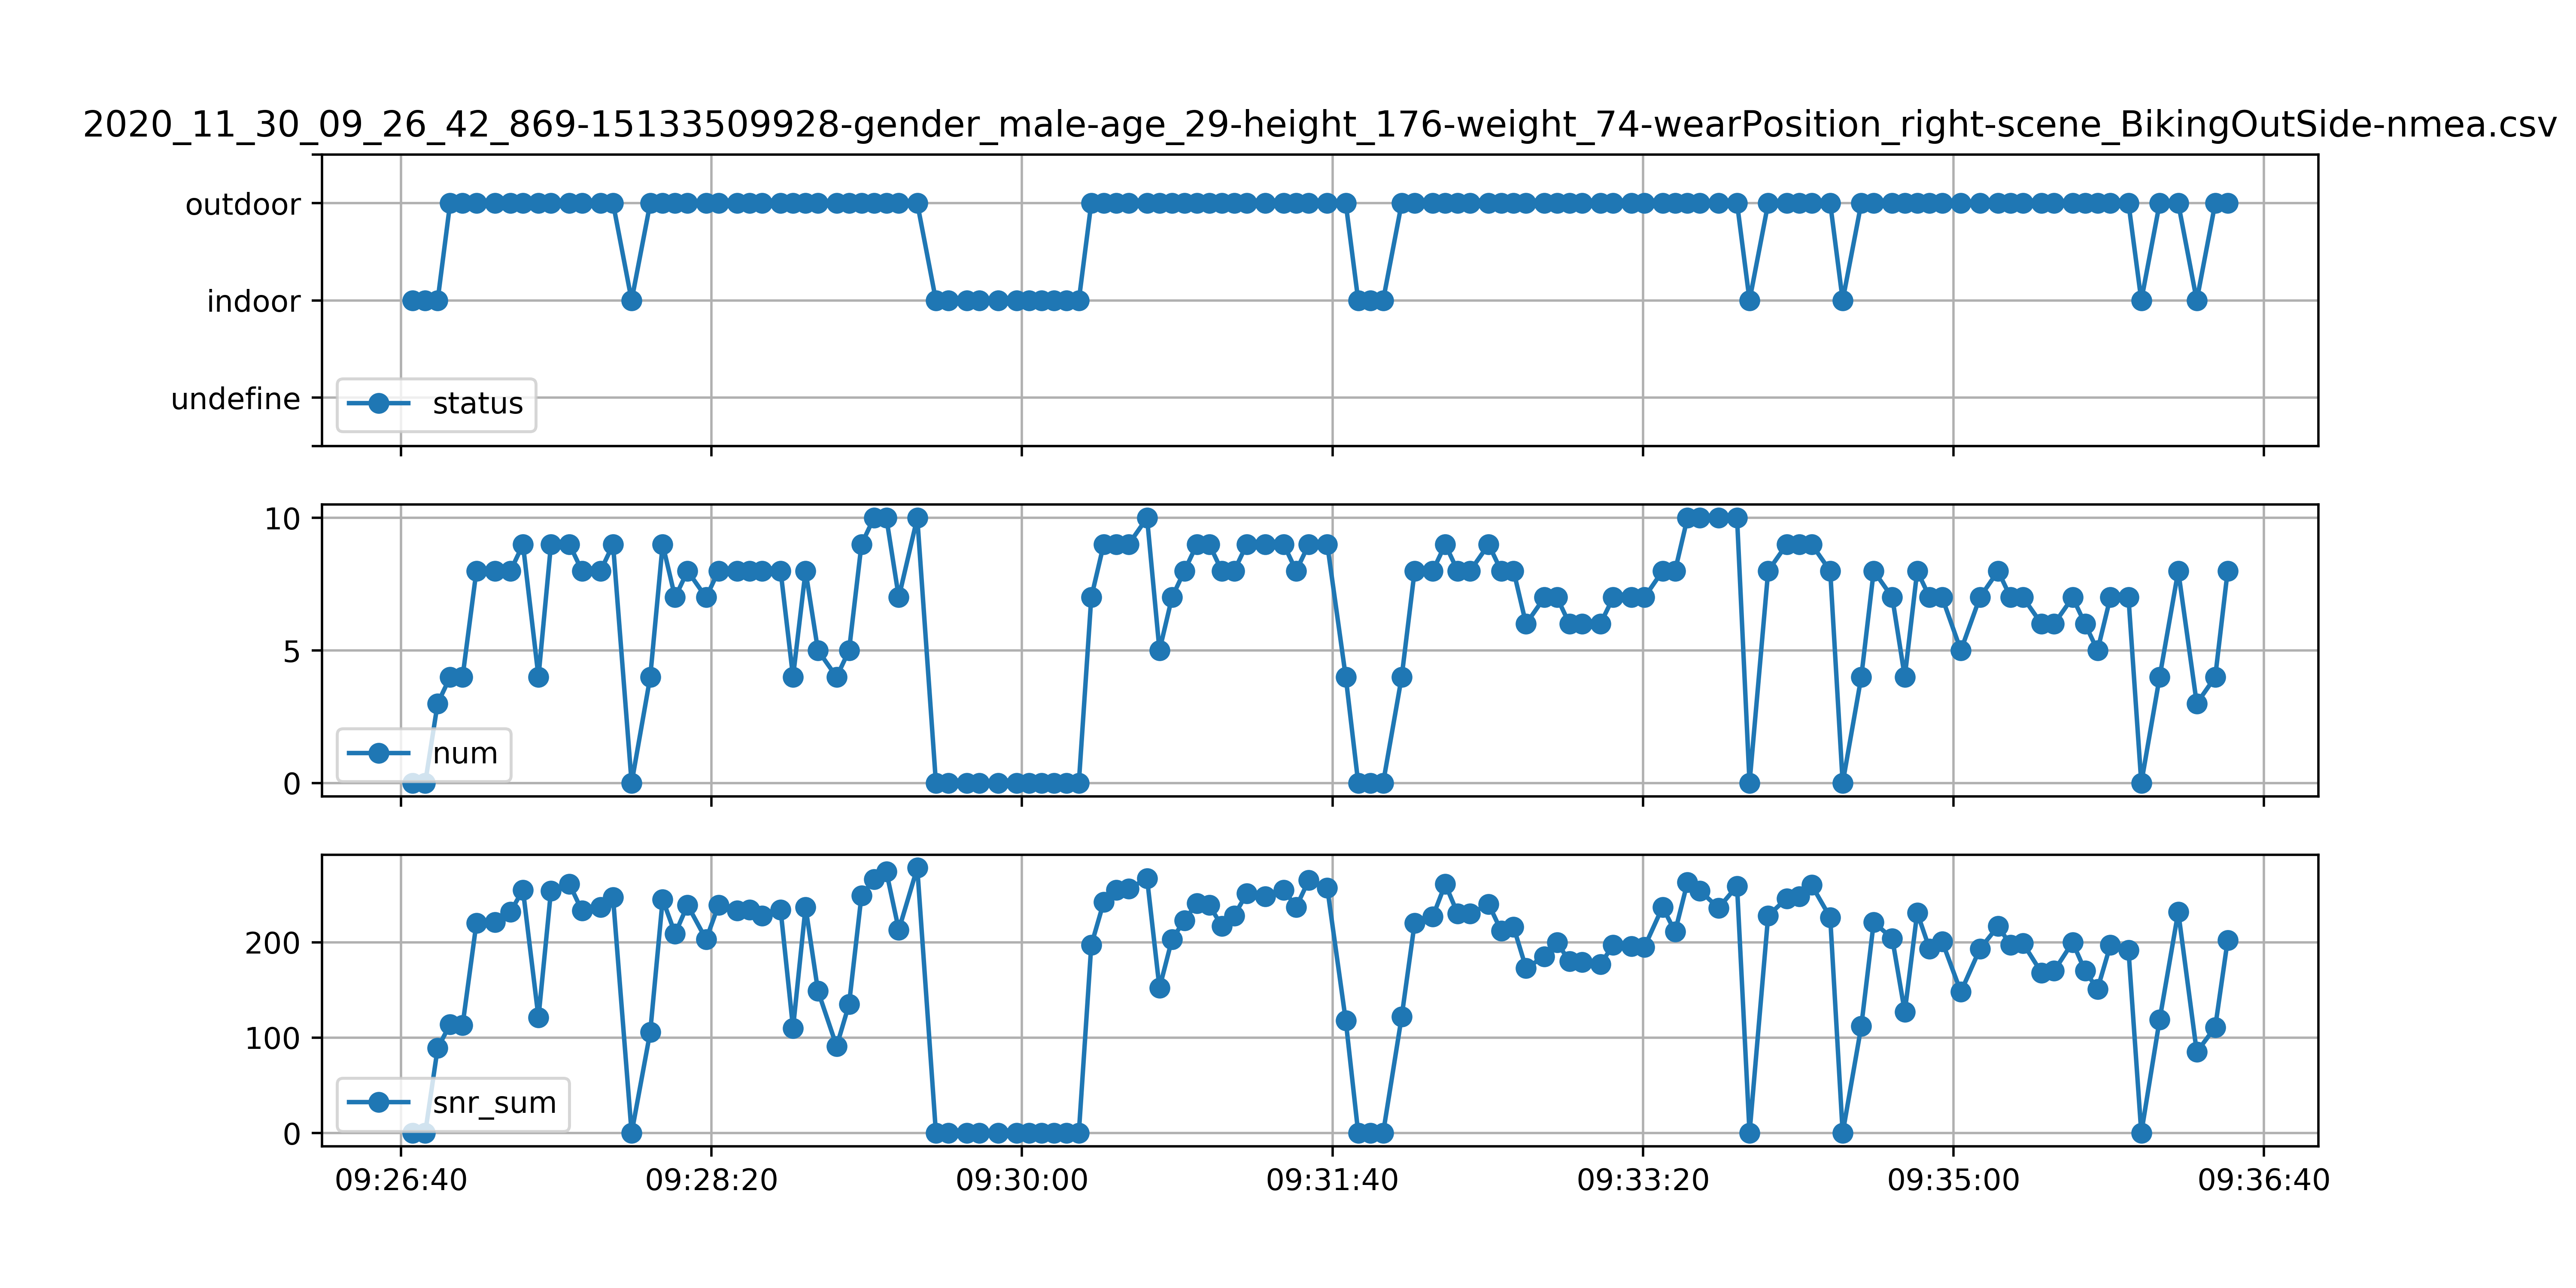 2020_11_30_09_26_42_869-15133509928-gender_male-age_29-height_176-weight_74-wearPosition_right-scene_BikingOutSide-nmea.csv
outdoor
indoor
undefine
status
10
5
0
num
200
100
0
snr_sum
09:26:40 09:28:20 09:30:00 09:31:40 09:33:20 09:35:00 09:36:40